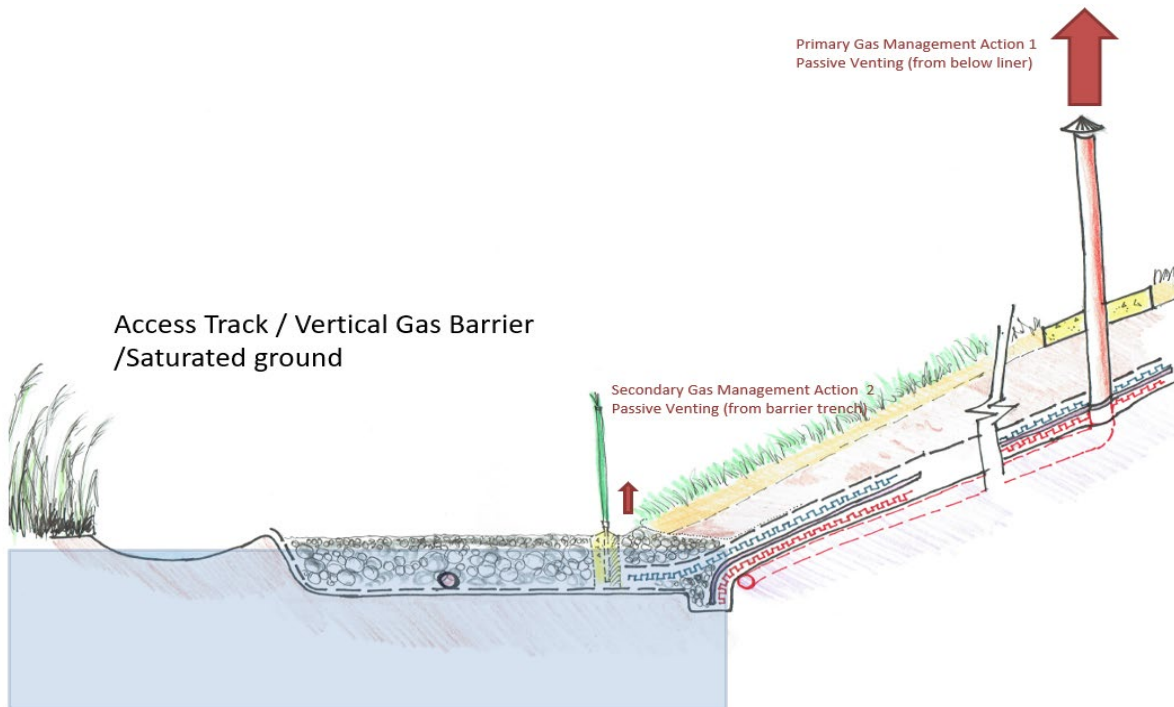 Primary Gas Management Action 1
Passive Venting (from below liner)
Access Track / Vertical Gas Barrier
/Saturated ground
Secondary Gas Management Action 2
Passive Venting (from barrier trench)